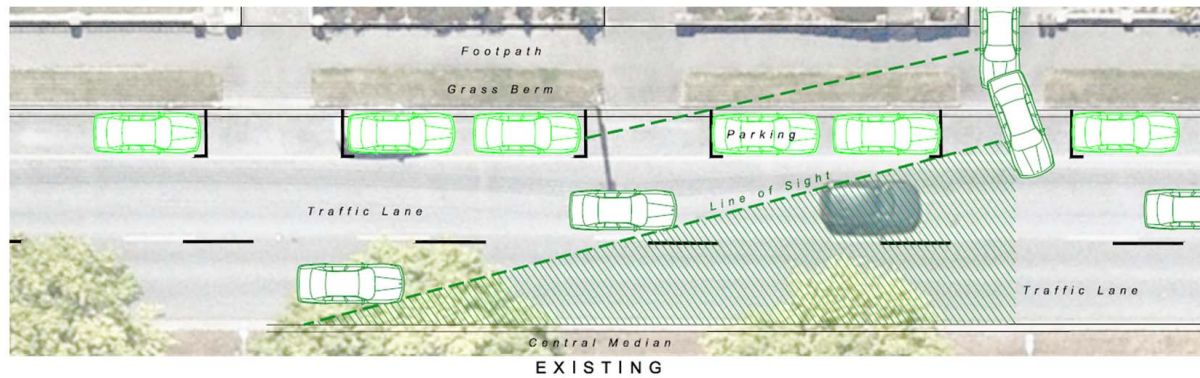 Footpath
Grass Berm
Parking
Line of Sight
Traffic Lane
Traffic Lane
Central Median
EXISTING